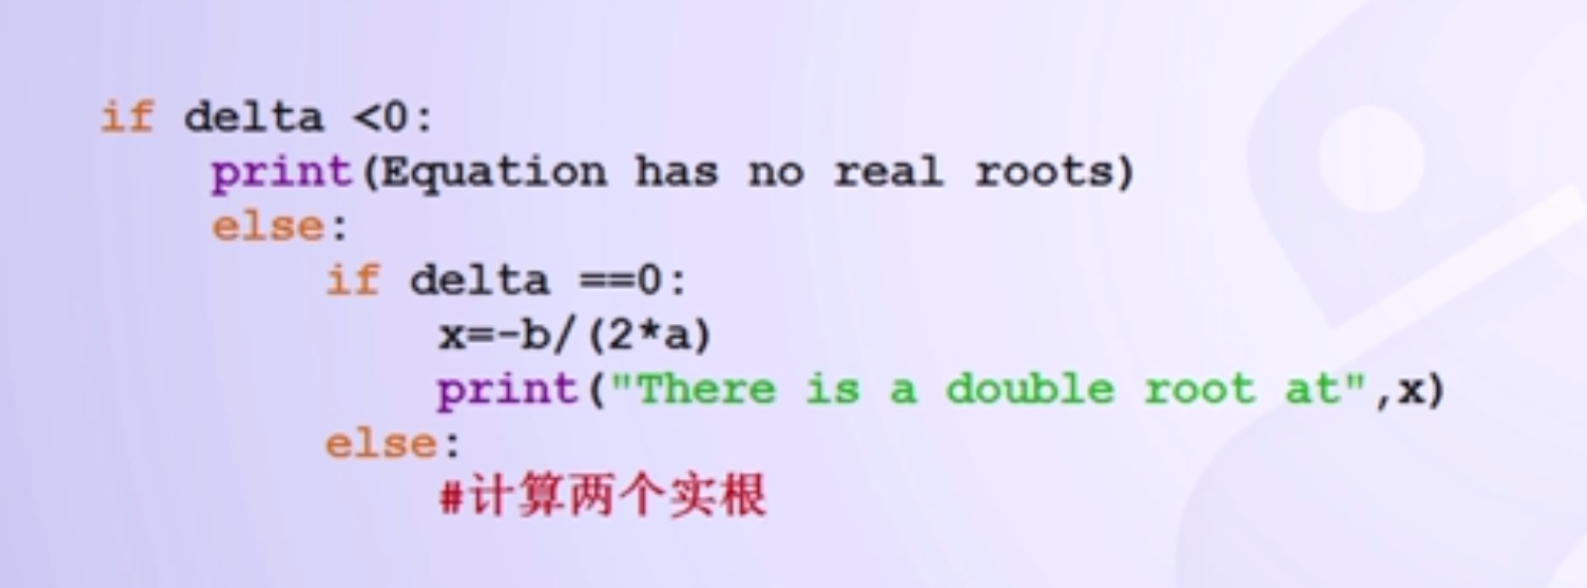 if delta <0:
    print(Equation has no real roots)
    else:
        if delta ==0:
            x=-b/(2*a)
            print("There is a double root at",x)
        else:
            #计算两个实根